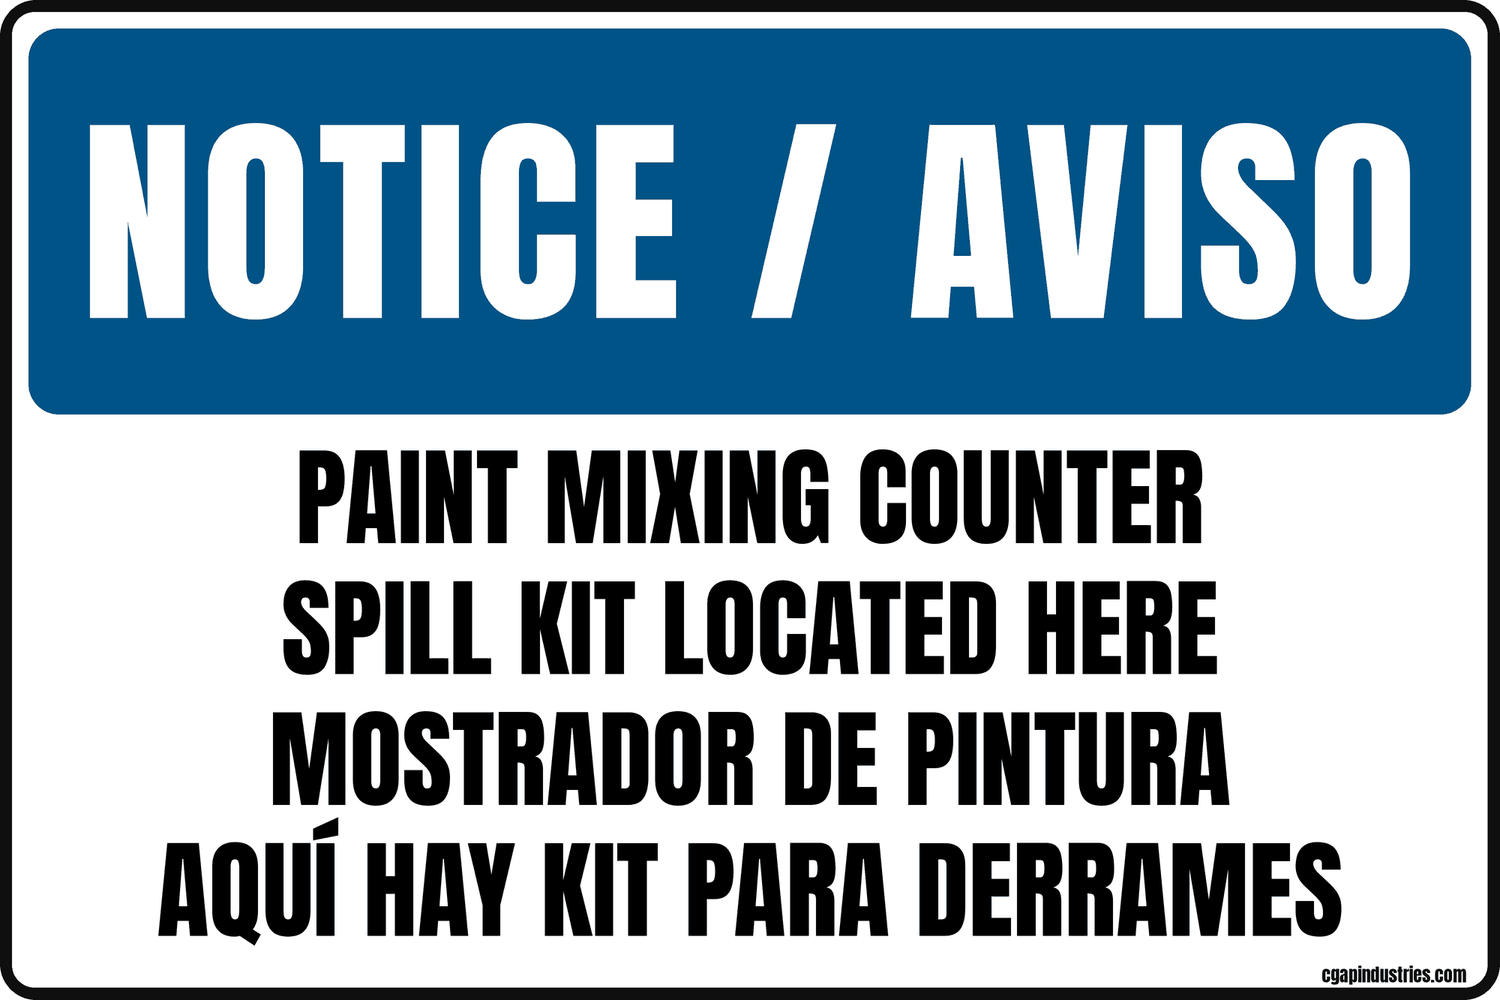 NOTICE / AVISO
PAINT MIXING COUNTER
SPILL KIT LOCATED HERE
MOSTRADOR DE PINTURA
AQUÍ HAY KIT PARA DERRAMES
cgapindustries.com